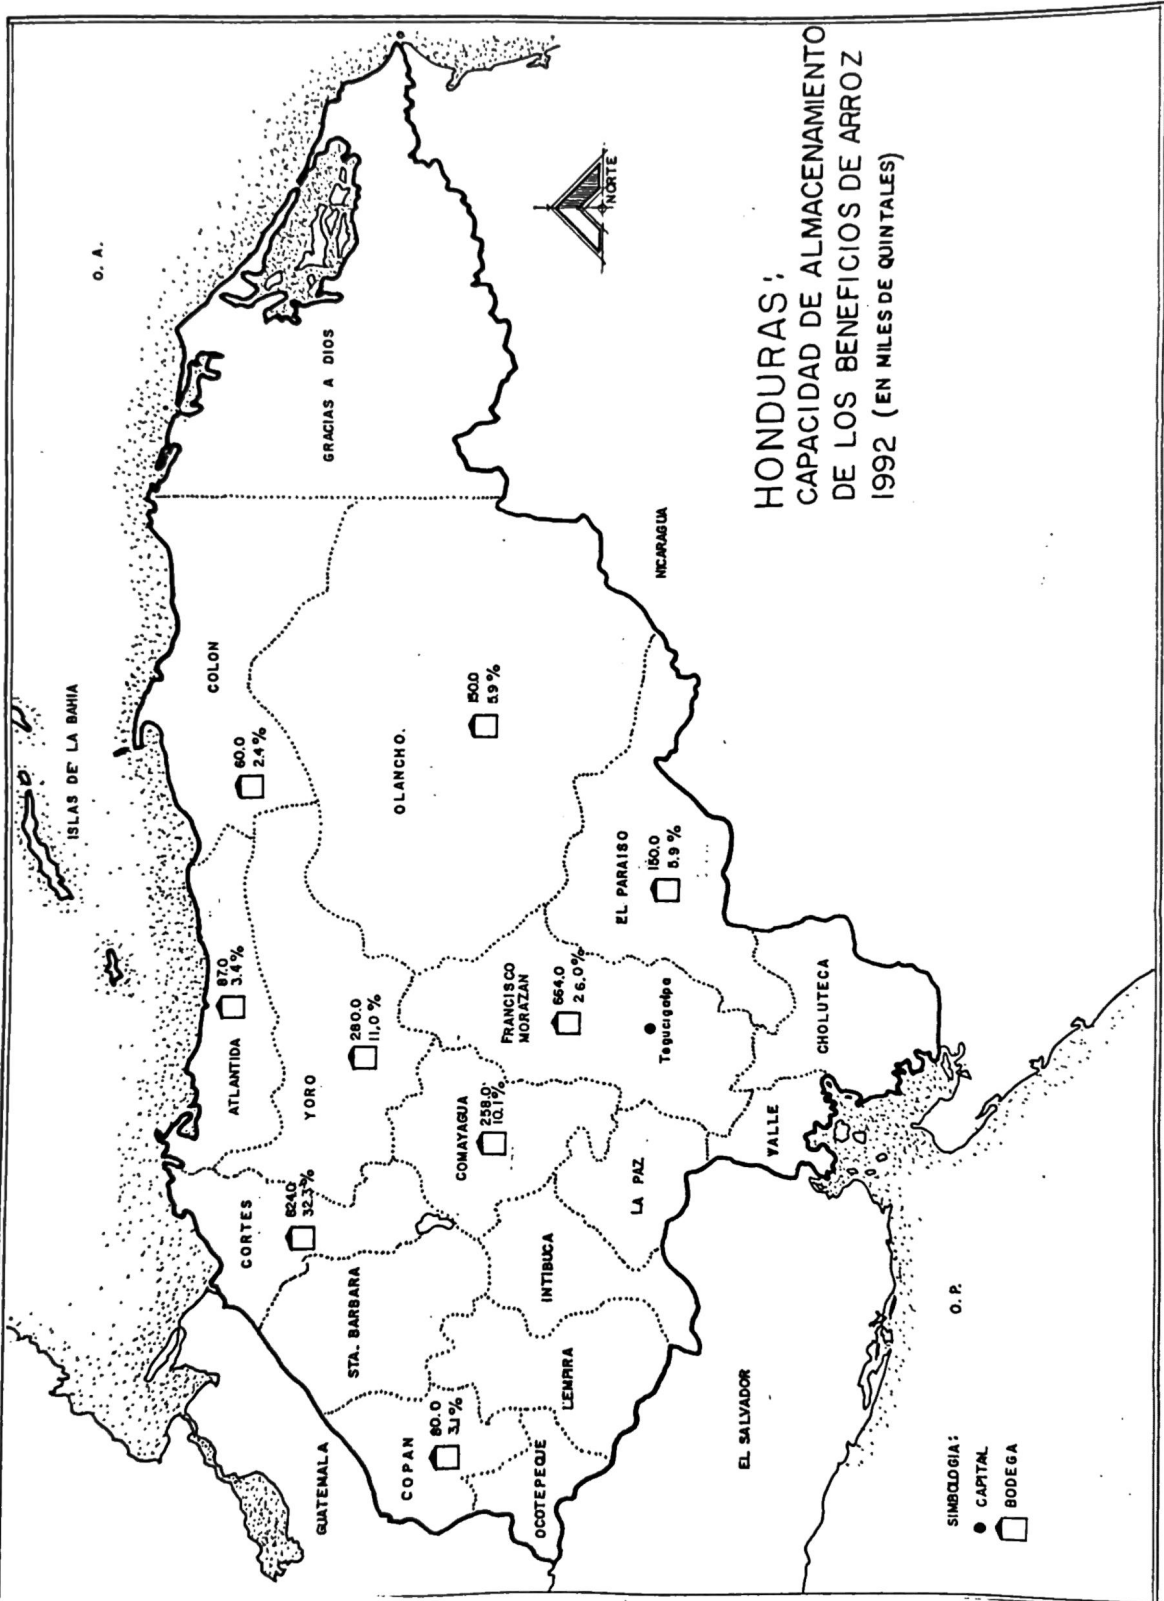 HONDURAS:
CAPACIDAD DE ALMACENAMIENTO
DE LOS BENEFICIOS DE ARROZ
1992 (EN MILES DE QUINTALES)
NORTE
O. A.
ISLAS DE LA BAHIA
GRACIAS A DIOS
COLON
60.0
2.4%
OLANCHO.
150.0
5.9%
ATLANTIDA
87.0
3.4%
YORO
280.0
11.0%
CORTES
824.0
32.3%
STA. BARBARA
COPAN
80.0
3.1%
OCOTEPEQUE
LEMPIRA
INTIBUCA
LA PAZ
COMAYAGUA
258.0
10.1%
FRANCISCO
MORAZAN
664.0
26.0%
Tegucigalpa
EL PARAISO
150.0
5.9%
CHOLUTECA
VALLE
NICARAGUA
GUATEMALA
EL SALVADOR
O. P.
SIMBOLOGIA:
CAPITAL
BODEGA